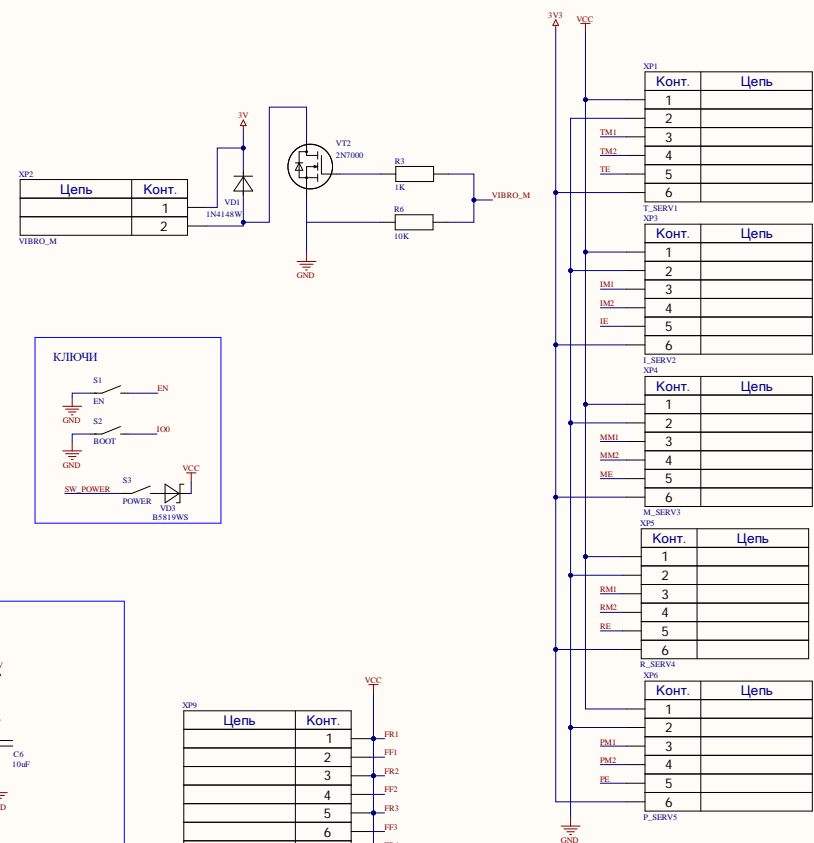 3V3
VCC
XP1
Конт. Цепь
1
2
TM1 3
TM2 4
TE 5
6
T_SERV1
3V
VT2
2N7000
R3
1K
VIBRO_M
R6
10K
GND
XP2
Цепь Конт.
1
2
VIBRO_M
VD1
1N4148W
XP3
Конт. Цепь
1
2
IM1 3
IM2 4
IE 5
6
I_SERV2
КЛЮЧИ
S1
EN
EN
GND
S2
IO0
BOOT
GND
VCC
S3
SW_POWER
POWER
VD3
B5819WS
XP4
Конт. Цепь
1
2
MM1 3
MM2 4
ME 5
6
M_SERV3
XP5
Конт. Цепь
1
2
RM1 3
RM2 4
RE 5
6
R_SERV4
XP6
Конт. Цепь
1
2
PM1 3
PM2 4
PE 5
6
P_SERV5
GND
C6
10uF
VCC
XP9
Цепь Конт.
1 FR1
2 FF1
3 FR2
4 FF2
5 FR3
6 FF3